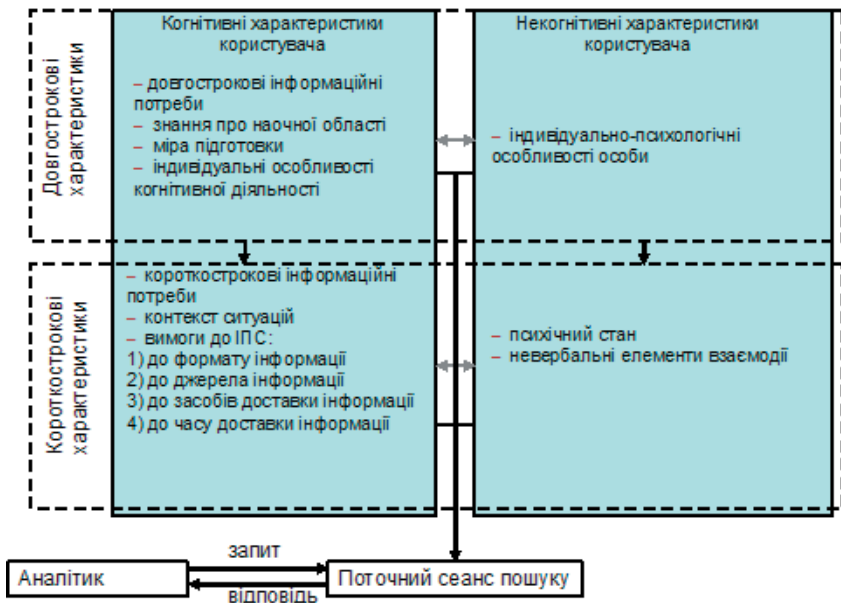 Довгострокові
характеристики
Когнітивні характеристики
користувача
– довгострокові інформаційні
потреби
– знання про наочної області
– міра підготовки
– індивідуальні особливості
когнітивної діяльності
Некогнітивні характеристики
користувача
– індивідуально-психологічні
особливості особи
Короткострокові
характеристики
– короткострокові інформаційні
потреби
– контекст ситуацій
– вимоги до ІПС:
1) до формату інформації
2) до джерела інформації
3) до засобів доставки інформації
4) до часу доставки інформації
– психічний стан
– невербальні елементи взаємодії
Аналітик
запит
відповідь
Поточний сеанс пошуку